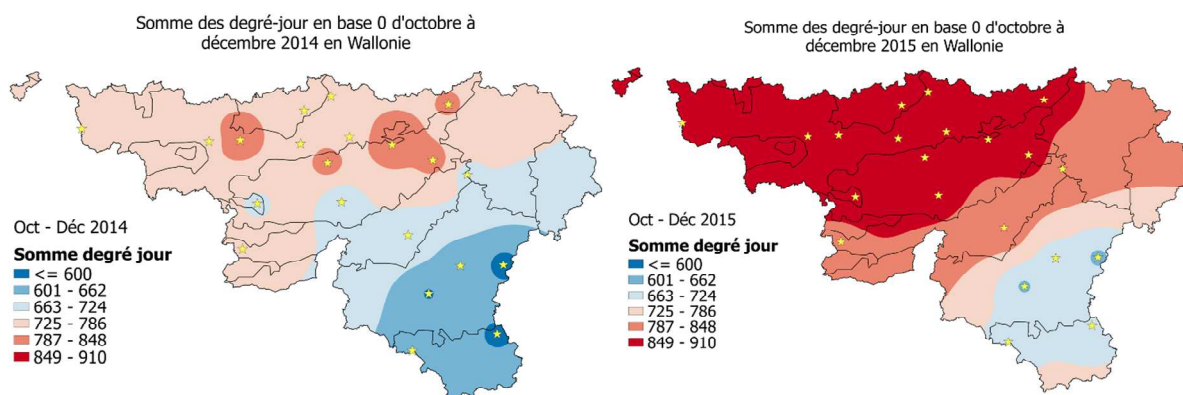 Somme des degré-jour en base 0 d'octobre à
décembre 2014 en Wallonie
Oct - Déc 2014
Somme degré jour
<= 600
601 - 662
663 - 724
725 - 786
787 - 848
849 - 910
Somme des degré-jour en base 0 d'octobre à
décembre 2015 en Wallonie
Oct - Déc 2015
Somme degré jour
<= 600
601 - 662
663 - 724
725 - 786
787 - 848
849 - 910